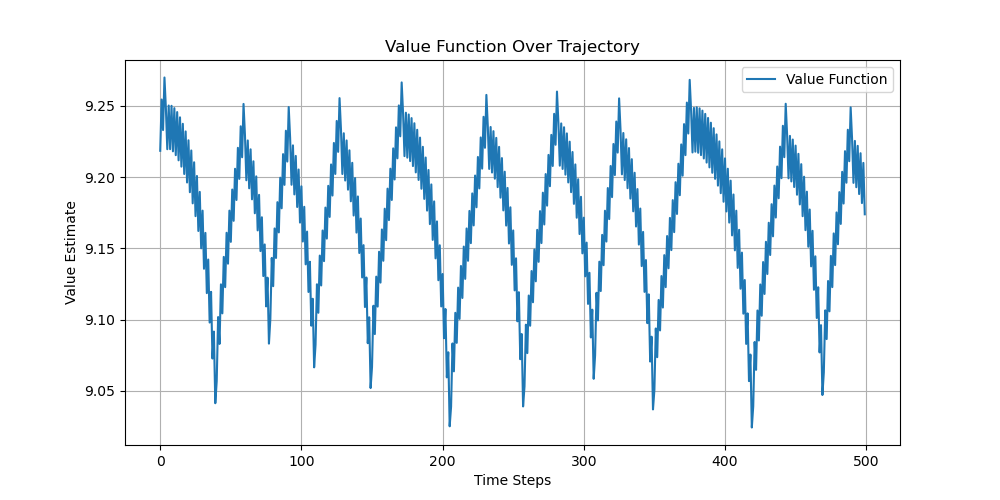 Value Function Over Trajectory
Value Function
Value Estimate
9.25
9.20
9.15
9.10
9.05
0 100 200 300 400 500
Time Steps